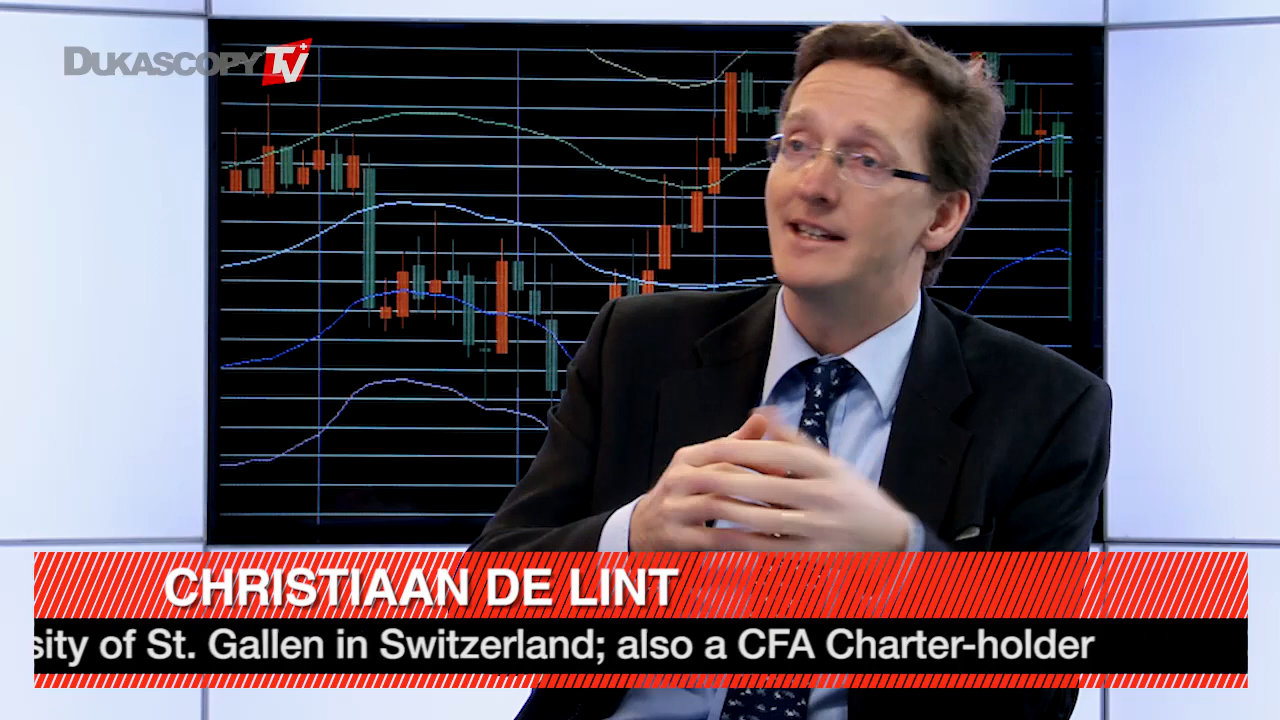 DUKASCOPY TV
CHRISTIAAN DE LINT
sity of St. Gallen in Switzerland; also a CFA Charter-holder